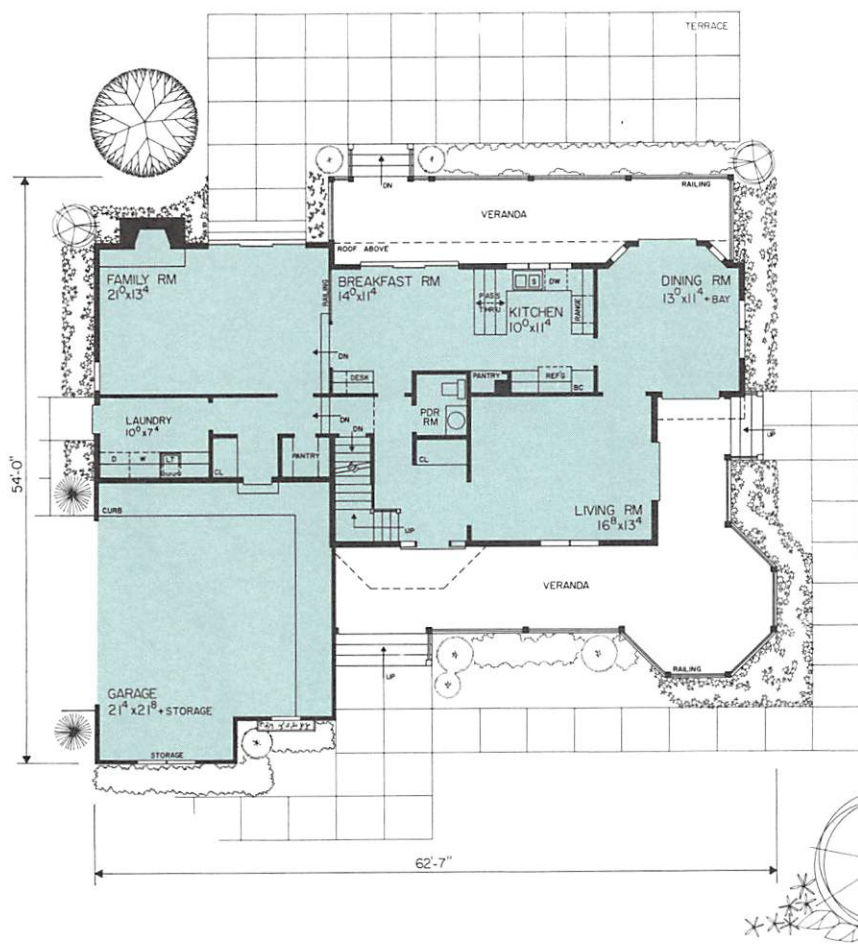 TERRACE
DN
RAILING
VERANDA
ROOF ABOVE
FAMILY RM
21⁰x13⁴
RAILING
BREAKFAST RM
14⁰x11⁴
PASS
THRU
S
DW
KITCHEN
10⁰x11⁴
RANGE
DINING RM
13⁰x11⁴+BAY
DN
DESK
PANTRY
REF'G
BC
LAUNDRY
10⁰x7⁴
DN
DN
PDR
RM
UP
D
W
LT
CL
PANTRY
CL
54'-0"
CURB
UP
LIVING RM
16⁸x13⁴
VERANDA
GARAGE
21⁴x21⁸+STORAGE
UP
RAILING
STORAGE
62'-7"